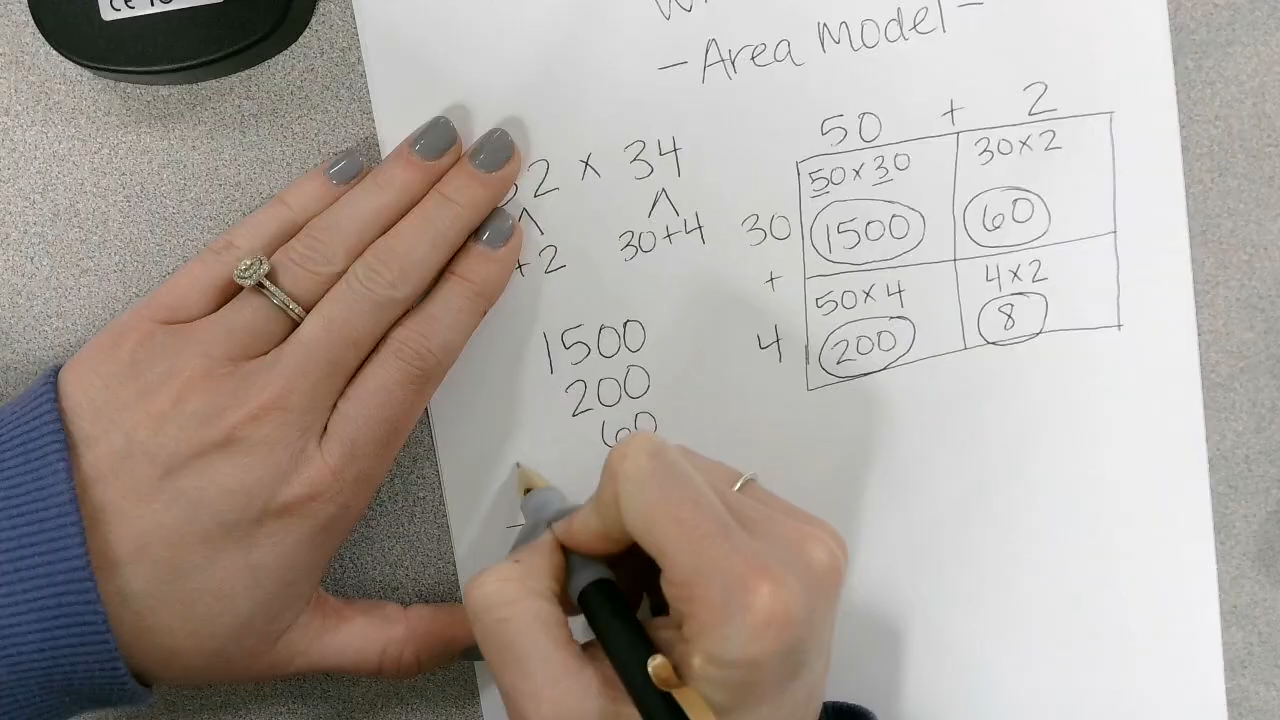 - Area Model -
2 x 34
30+4
+ 2
50 + 2
30
+
4
50x30
1500
30x2
60
50x4
200
4x2
8
1500
200
60